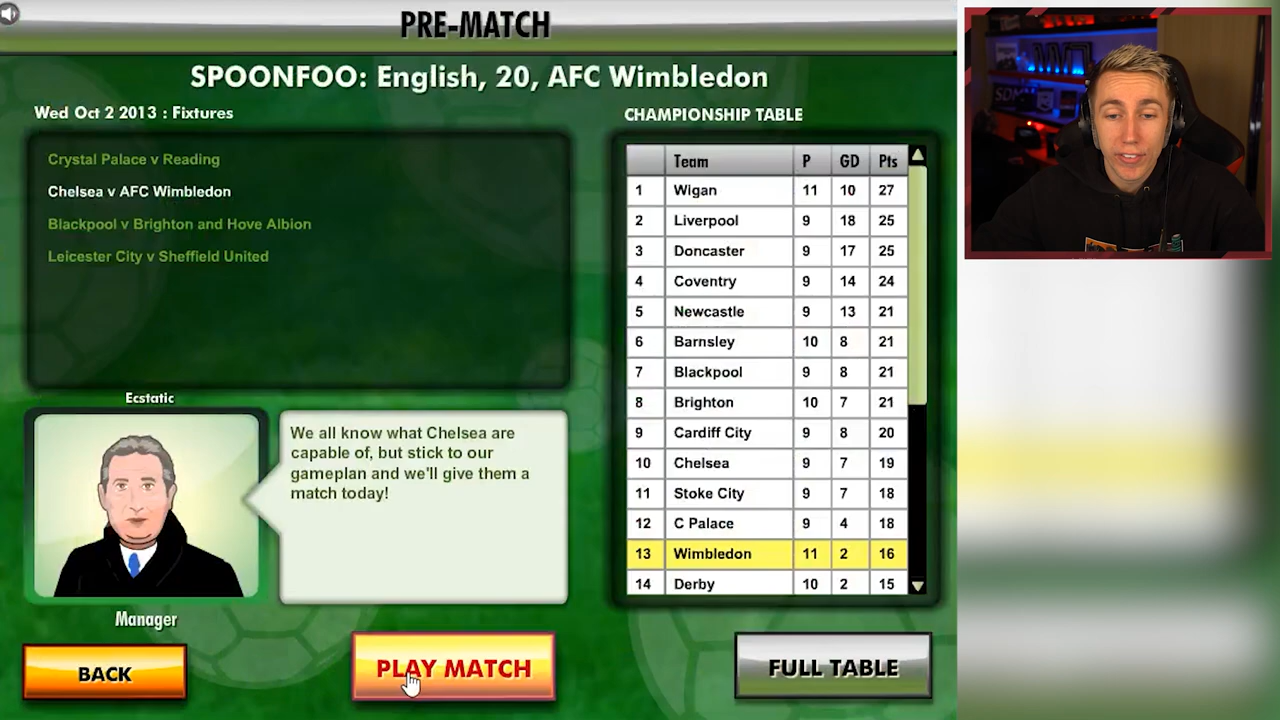 PRE-MATCH
SPOONFOO: English, 20, AFC Wimbledon
Wed Oct 2 2013 : Fixtures
Crystal Palace v Reading
Chelsea v AFC Wimbledon
Blackpool v Brighton and Hove Albion
Leicester City v Sheffield United
Ecstatic
We all know what Chelsea are
capable of, but stick to our
gameplan and we'll give them a
match today!
Manager
CHAMPIONSHIP TABLE
Team P GD Pts
1 Wigan 11 10 27
2 Liverpool 9 18 25
3 Doncaster 9 17 25
4 Coventry 9 14 24
5 Newcastle 9 13 21
6 Barnsley 10 8 21
7 Blackpool 9 8 21
8 Brighton 10 7 21
9 Cardiff City 9 8 20
10 Chelsea 9 7 19
11 Stoke City 9 7 18
12 C Palace 9 4 18
13 Wimbledon 11 2 16
14 Derby 10 2 15
BACK
PLAY MATCH
FULL TABLE